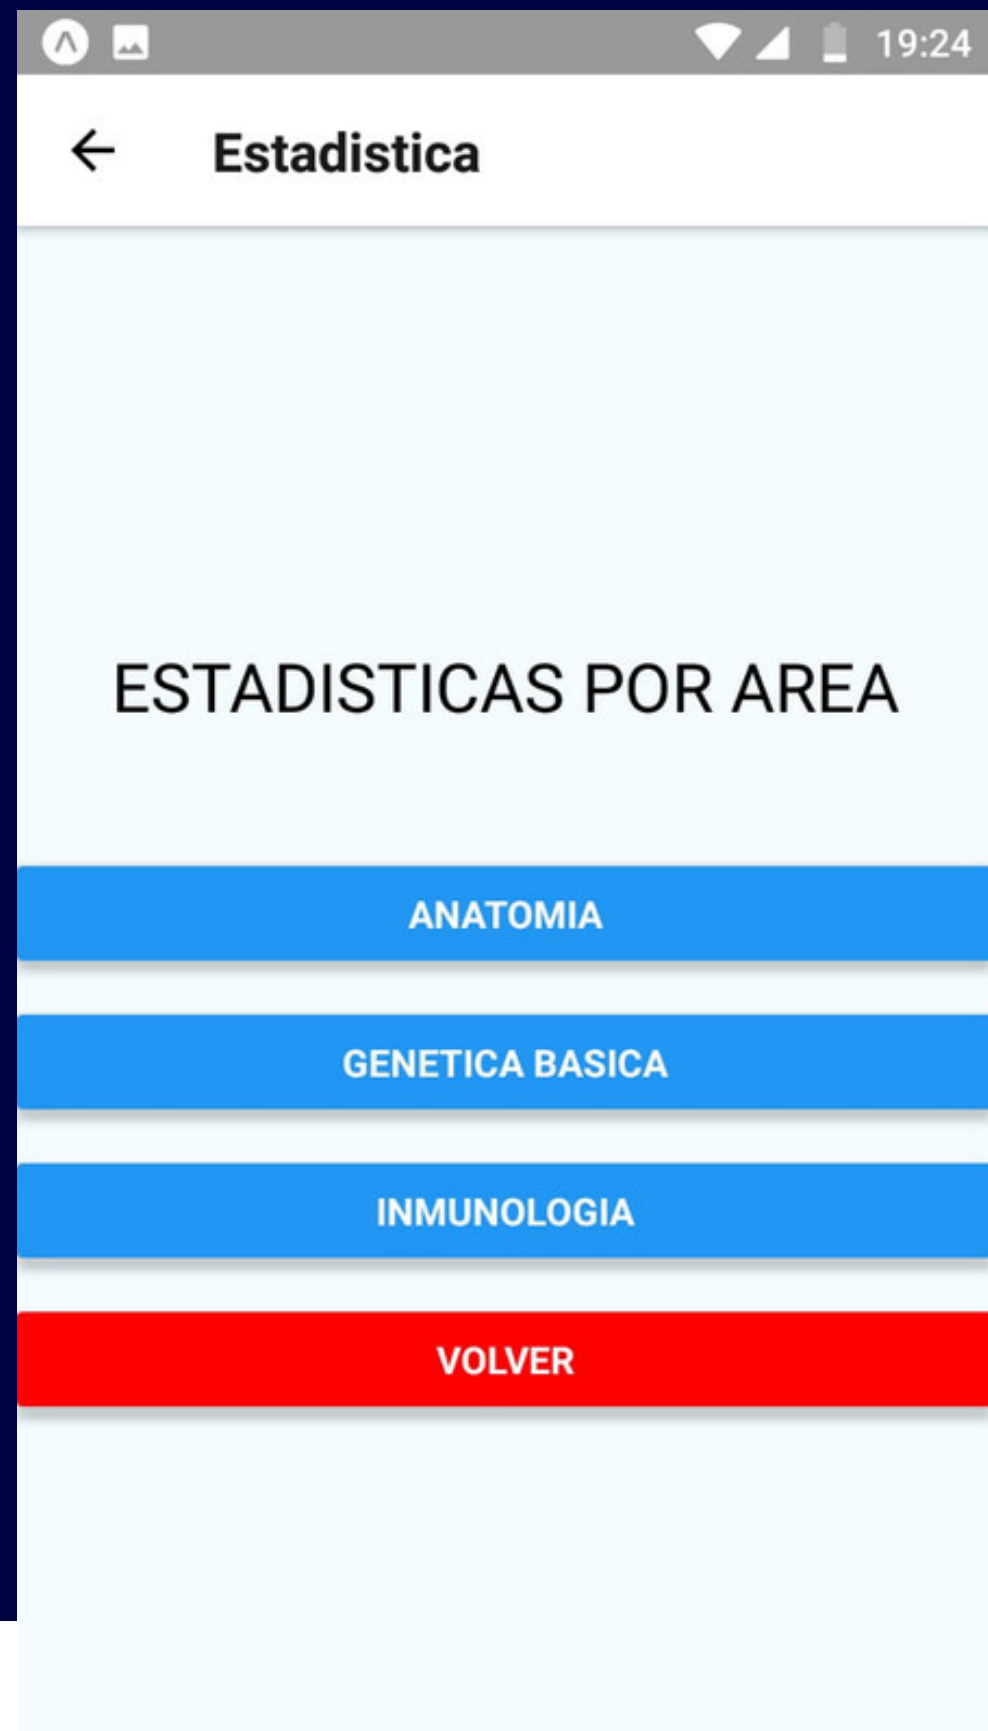 19:24
Estadistica
ESTADISTICAS POR AREA
ANATOMIA
GENETICA BASICA
INMUNOLOGIA
VOLVER